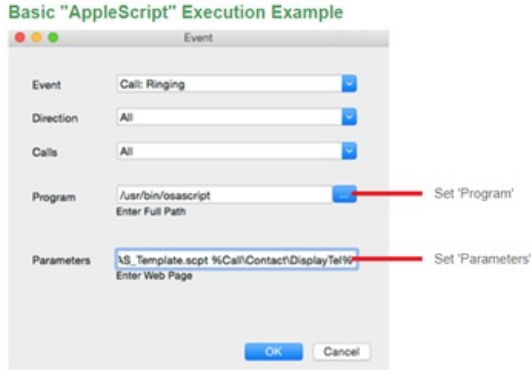 Basic "AppleScript" Execution Example
Event
Event Call: Ringing
Direction All
Calls All
Program /usr/bin/osascript ... Set 'Program'
Enter Full Path
Parameters \S_Template.scpt %Call\Contact\DisplayTel% Set 'Parameters'
Enter Web Page
OK Cancel